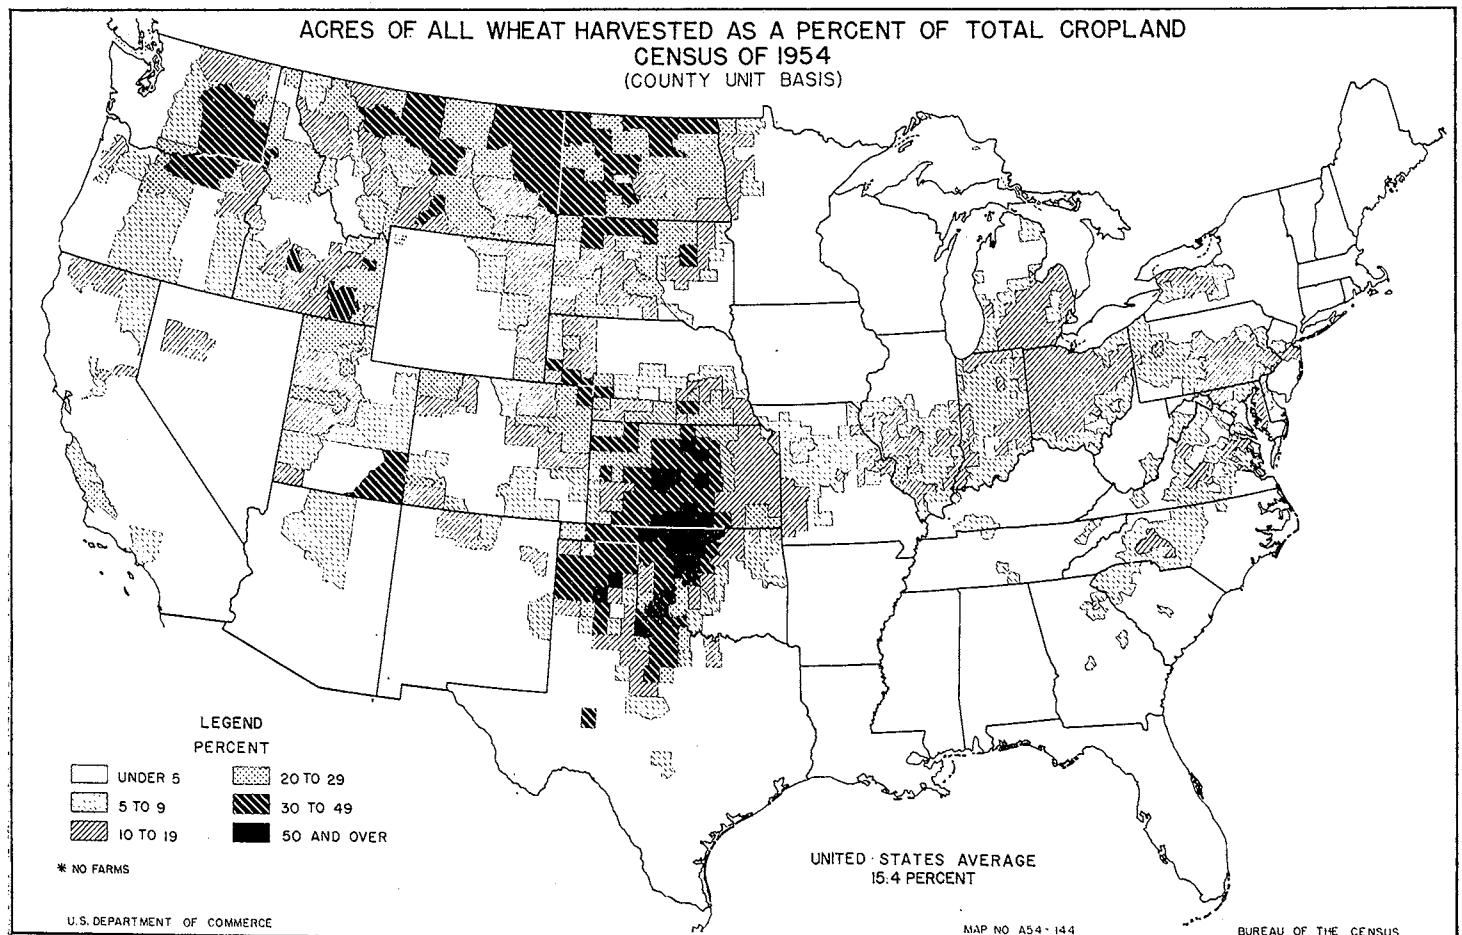 ACRES OF ALL WHEAT HARVESTED AS A PERCENT OF TOTAL CROPLAND
CENSUS OF 1954
(COUNTY UNIT BASIS)
LEGEND
PERCENT
UNDER 5
5 TO 9
10 TO 19
20 TO 29
30 TO 49
50 AND OVER
* NO FARMS
UNITED STATES AVERAGE
15.4 PERCENT
U.S. DEPARTMENT OF COMMERCE
MAP NO A54-144
BUREAU OF THE CENSUS